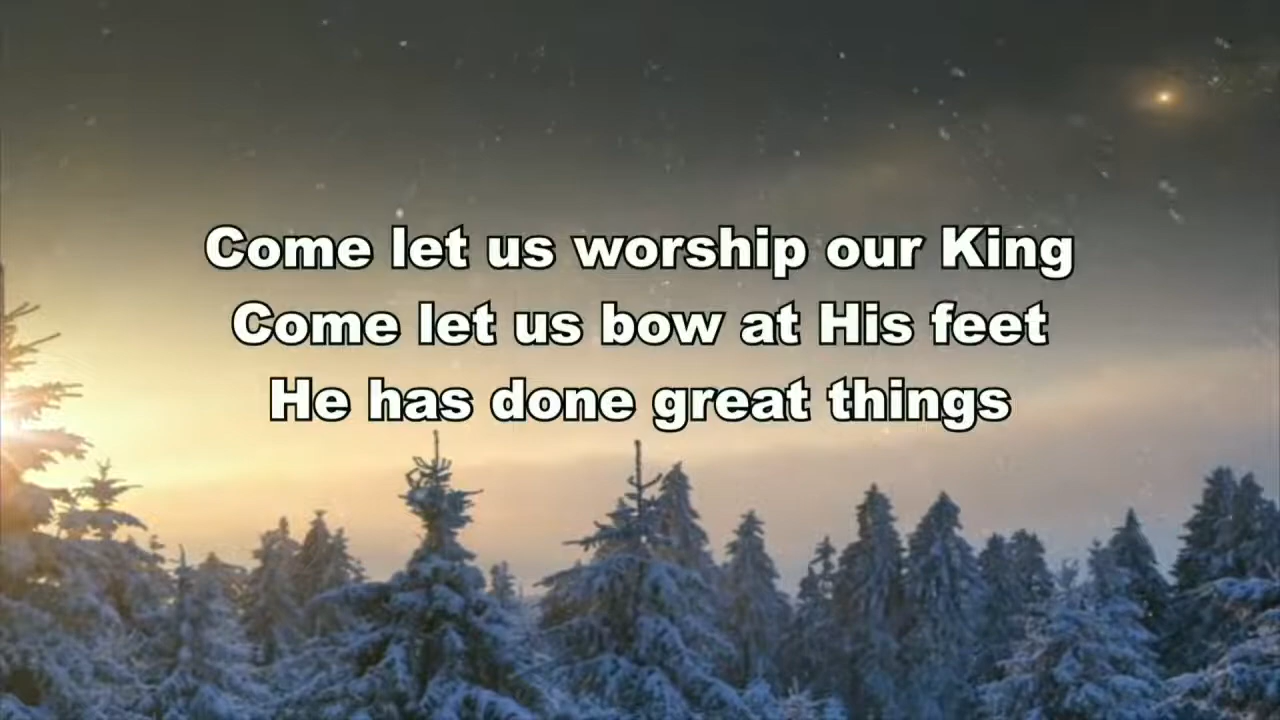 Come let us worship our King
Come let us bow at His feet
He has done great things